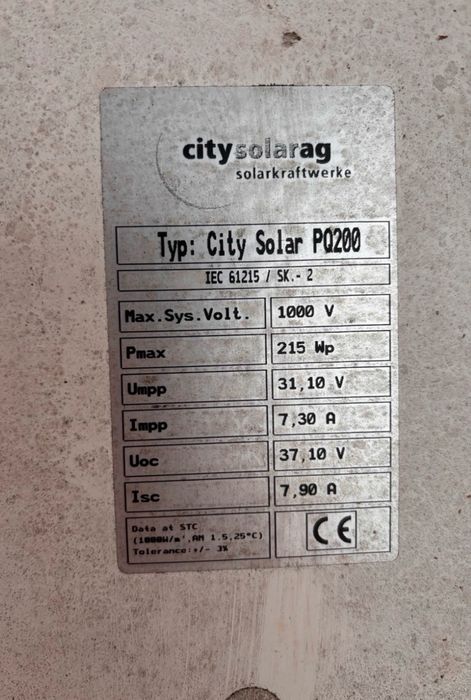 citysolarag
solarkraftwerke
Typ: City Solar PQ200
IEC 61215 / SK.- 2
Max.Sys.Volt. 1000 V
Pmax 215 Wp
Umpp 31,10 V
Impp 7,30 A
Uoc 37,10 V
Isc 7,90 A
Data at STC
(1000W/m², AM 1.5,25°C)
Tolerance:+/- 3%
CE